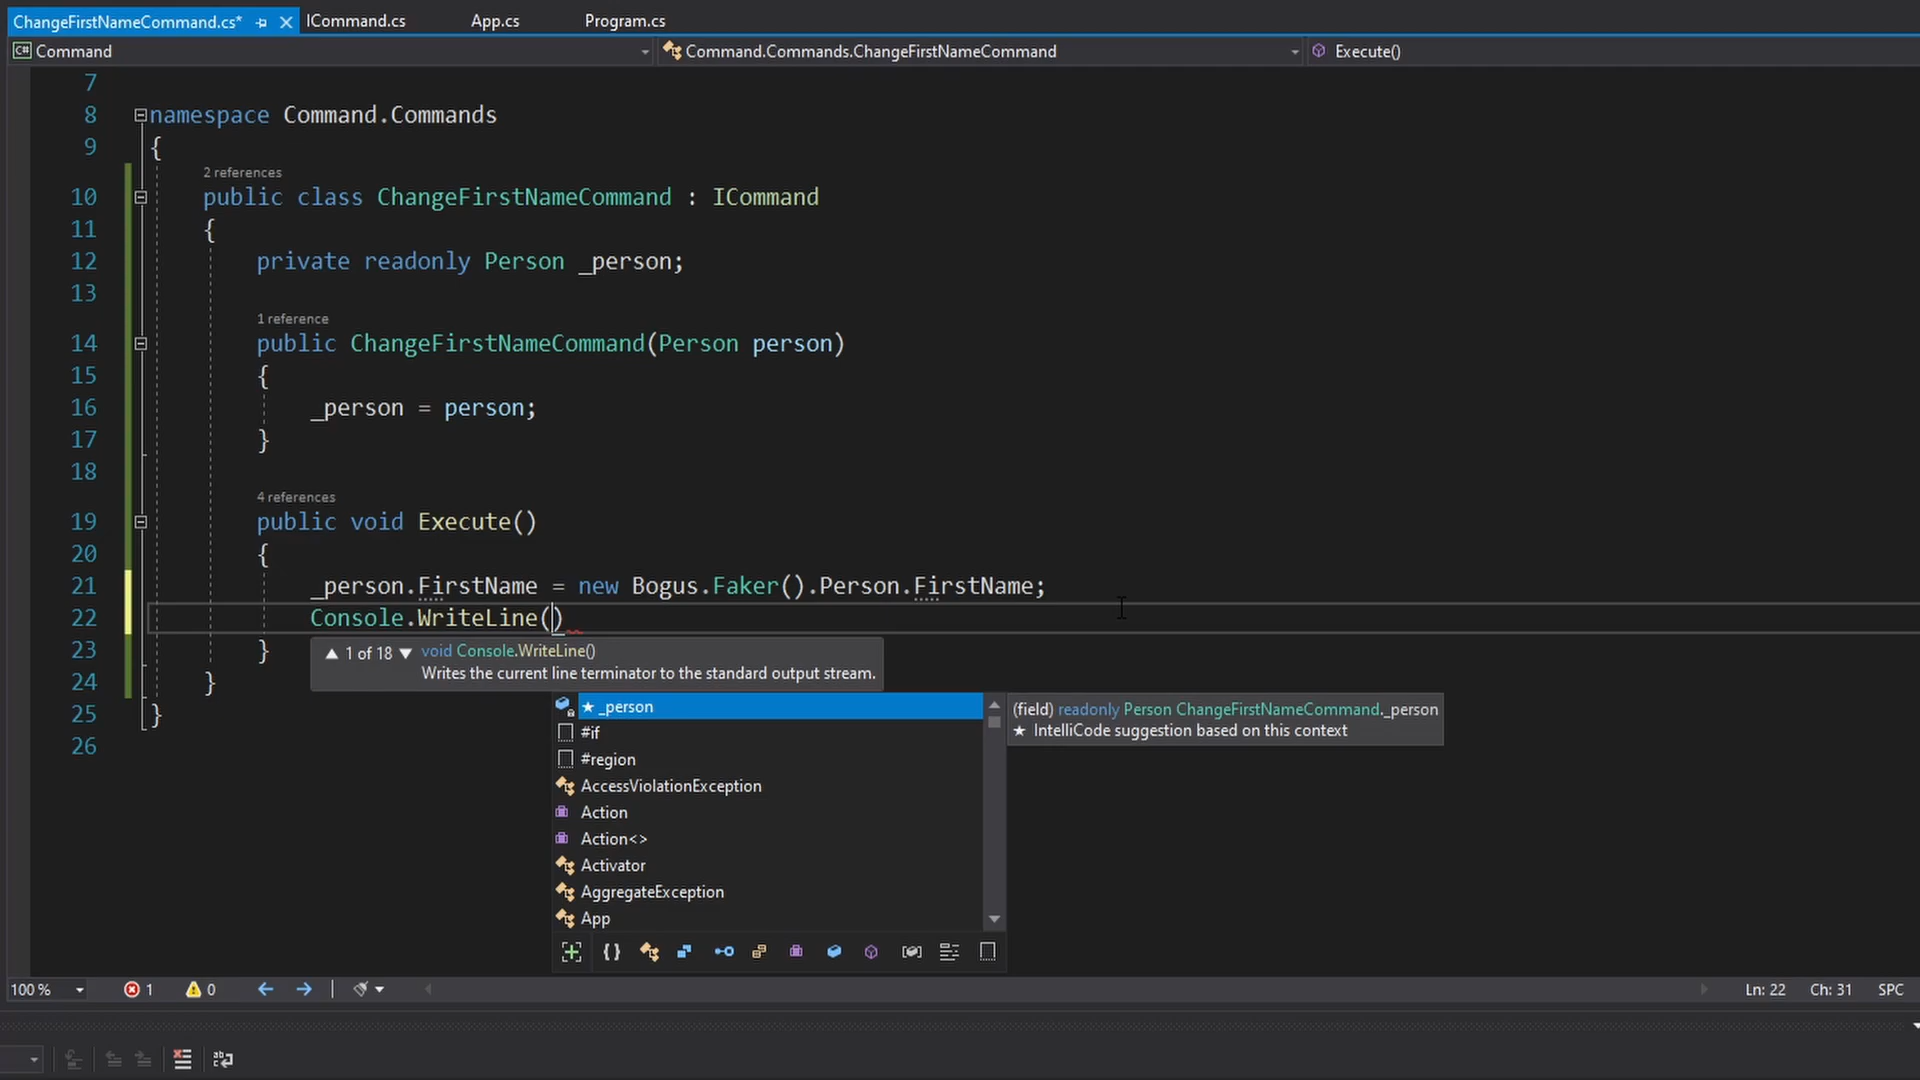 ChangeFirstNameCommand.cs*
ICommand.cs
App.cs
Program.cs
C# Command
Command.Commands.ChangeFirstNameCommand
Execute()
7
8 namespace Command.Commands
9 {
2 references
10 public class ChangeFirstNameCommand : ICommand
11 {
12 private readonly Person _person;
13
1 reference
14 public ChangeFirstNameCommand(Person person)
15 {
16 _person = person;
17 }
18
4 references
19 public void Execute()
20 {
21 _person.FirstName = new Bogus.Faker().Person.FirstName;
22 Console.WriteLine()
23 }
1 of 18 void Console.WriteLine()
Writes the current line terminator to the standard output stream.
24 }
25 }
26
★ _person
#if
#region
AccessViolationException
Action
Action<>
Activator
AggregateException
App
(field) readonly Person ChangeFirstNameCommand._person
★ IntelliCode suggestion based on this context
100 %
1
0
Ln: 22 Ch: 31 SPC